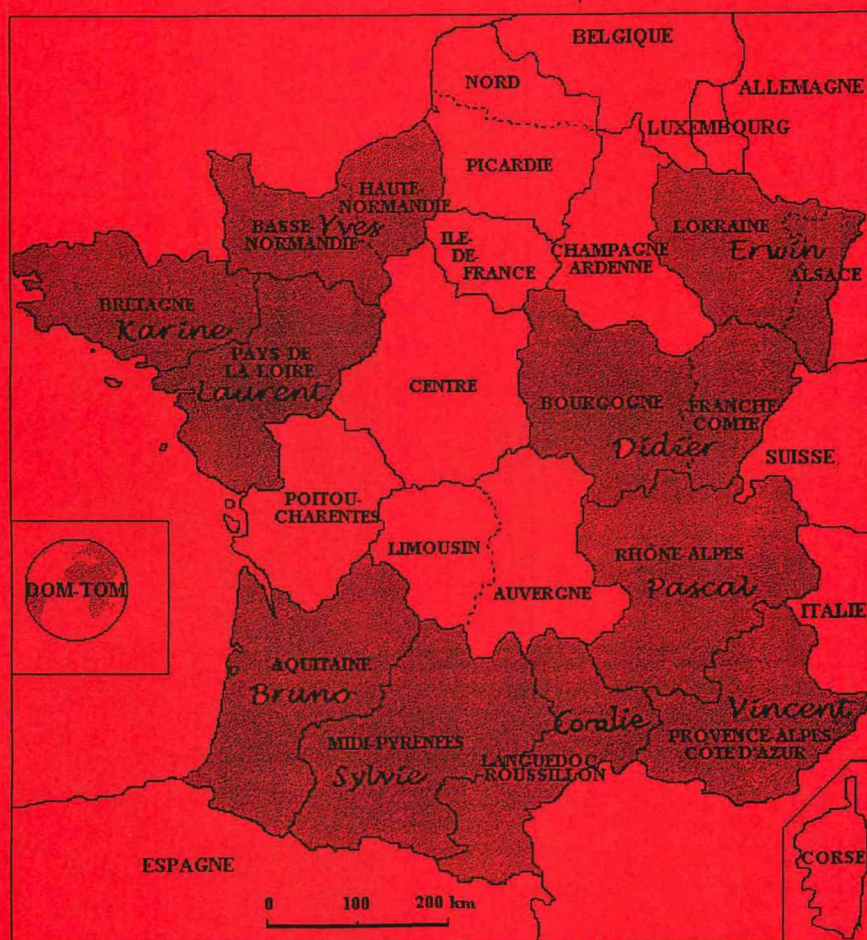 BELGIQUE
NORD
ALLEMAGNE
LUXEMBOURG
PICARDIE
HAUTE-
NORMANDIE
BASSE-
NORMANDIE
Yves
ILE-
DE-
FRANCE
CHAMPAGNE
ARDENNE
LORRAINE
Erwin
ALSACE
BRETAGNE
Karine
PAYS DE
LA LOIRE
Laurent
CENTRE
BOURGOGNE
FRANCHE
COMTE
Didier
SUISSE
POITOU-
CHARENTES
LIMOUSIN
AUVERGNE
RHÔNE-ALPES
Pascal
ITALIE
DOM-TOM
AQUITAINE
Bruno
MIDI-PYRENEES
Sylvie
Coralie
LANGUEDOC
-ROUSSILLON
Vincent
PROVENCE-ALPES
COTE D'AZUR
ESPAGNE
CORSE
0 100 200 km